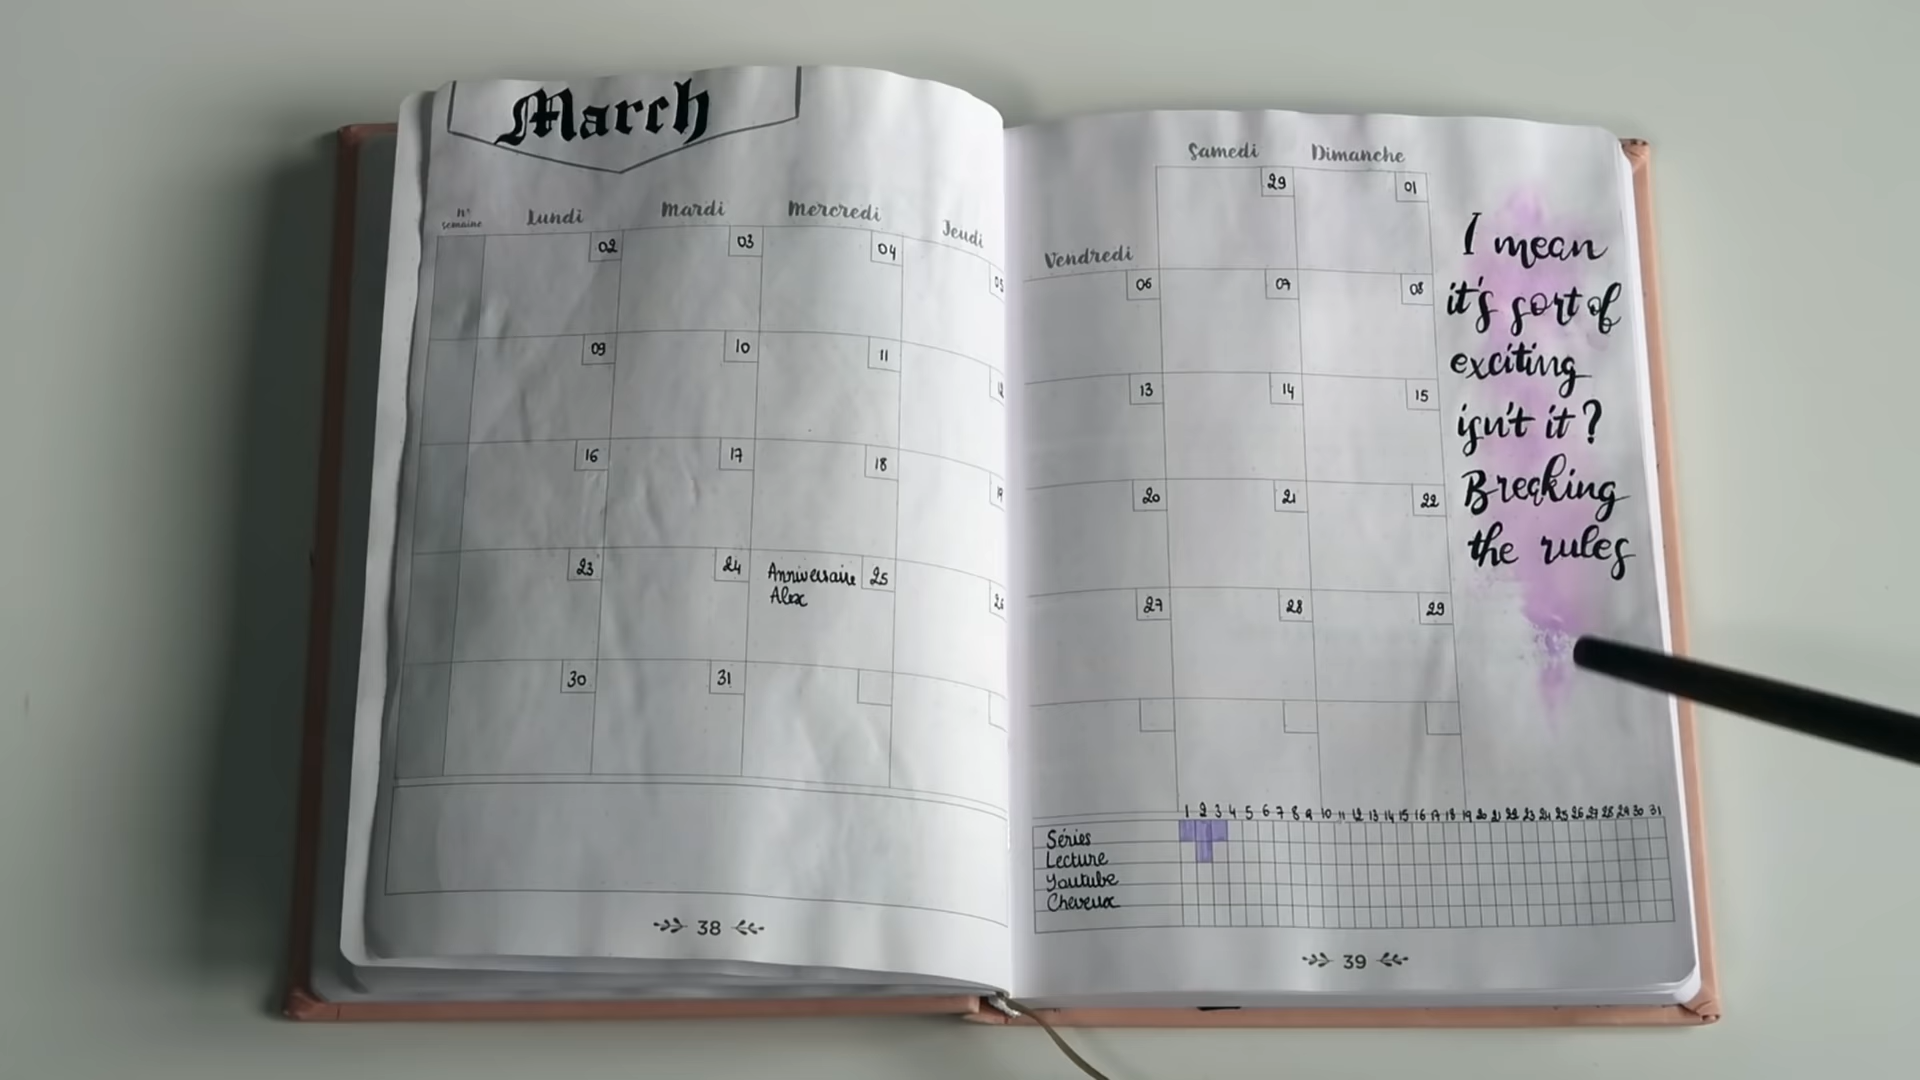 March
N°
semaine
Lundi
Mardi
Mercredi
Jeudi
02
03
04
05
09
10
11
12
16
17
18
19
23
24
Anniversaire
Alex
25
26
30
31
38
Vendredi
Samedi
Dimanche
29
01
06
07
08
13
14
15
20
21
22
27
28
29
I mean
it's sort of
exciting
isn't it?
Breaking
the rules
1 2 3 4 5 6 7 8 9 10 11 12 13 14 15 16 17 18 19 20 21 22 23 24 25 26 27 28 29 30 31
Séries
Lecture
Youtube
Cheveux
39